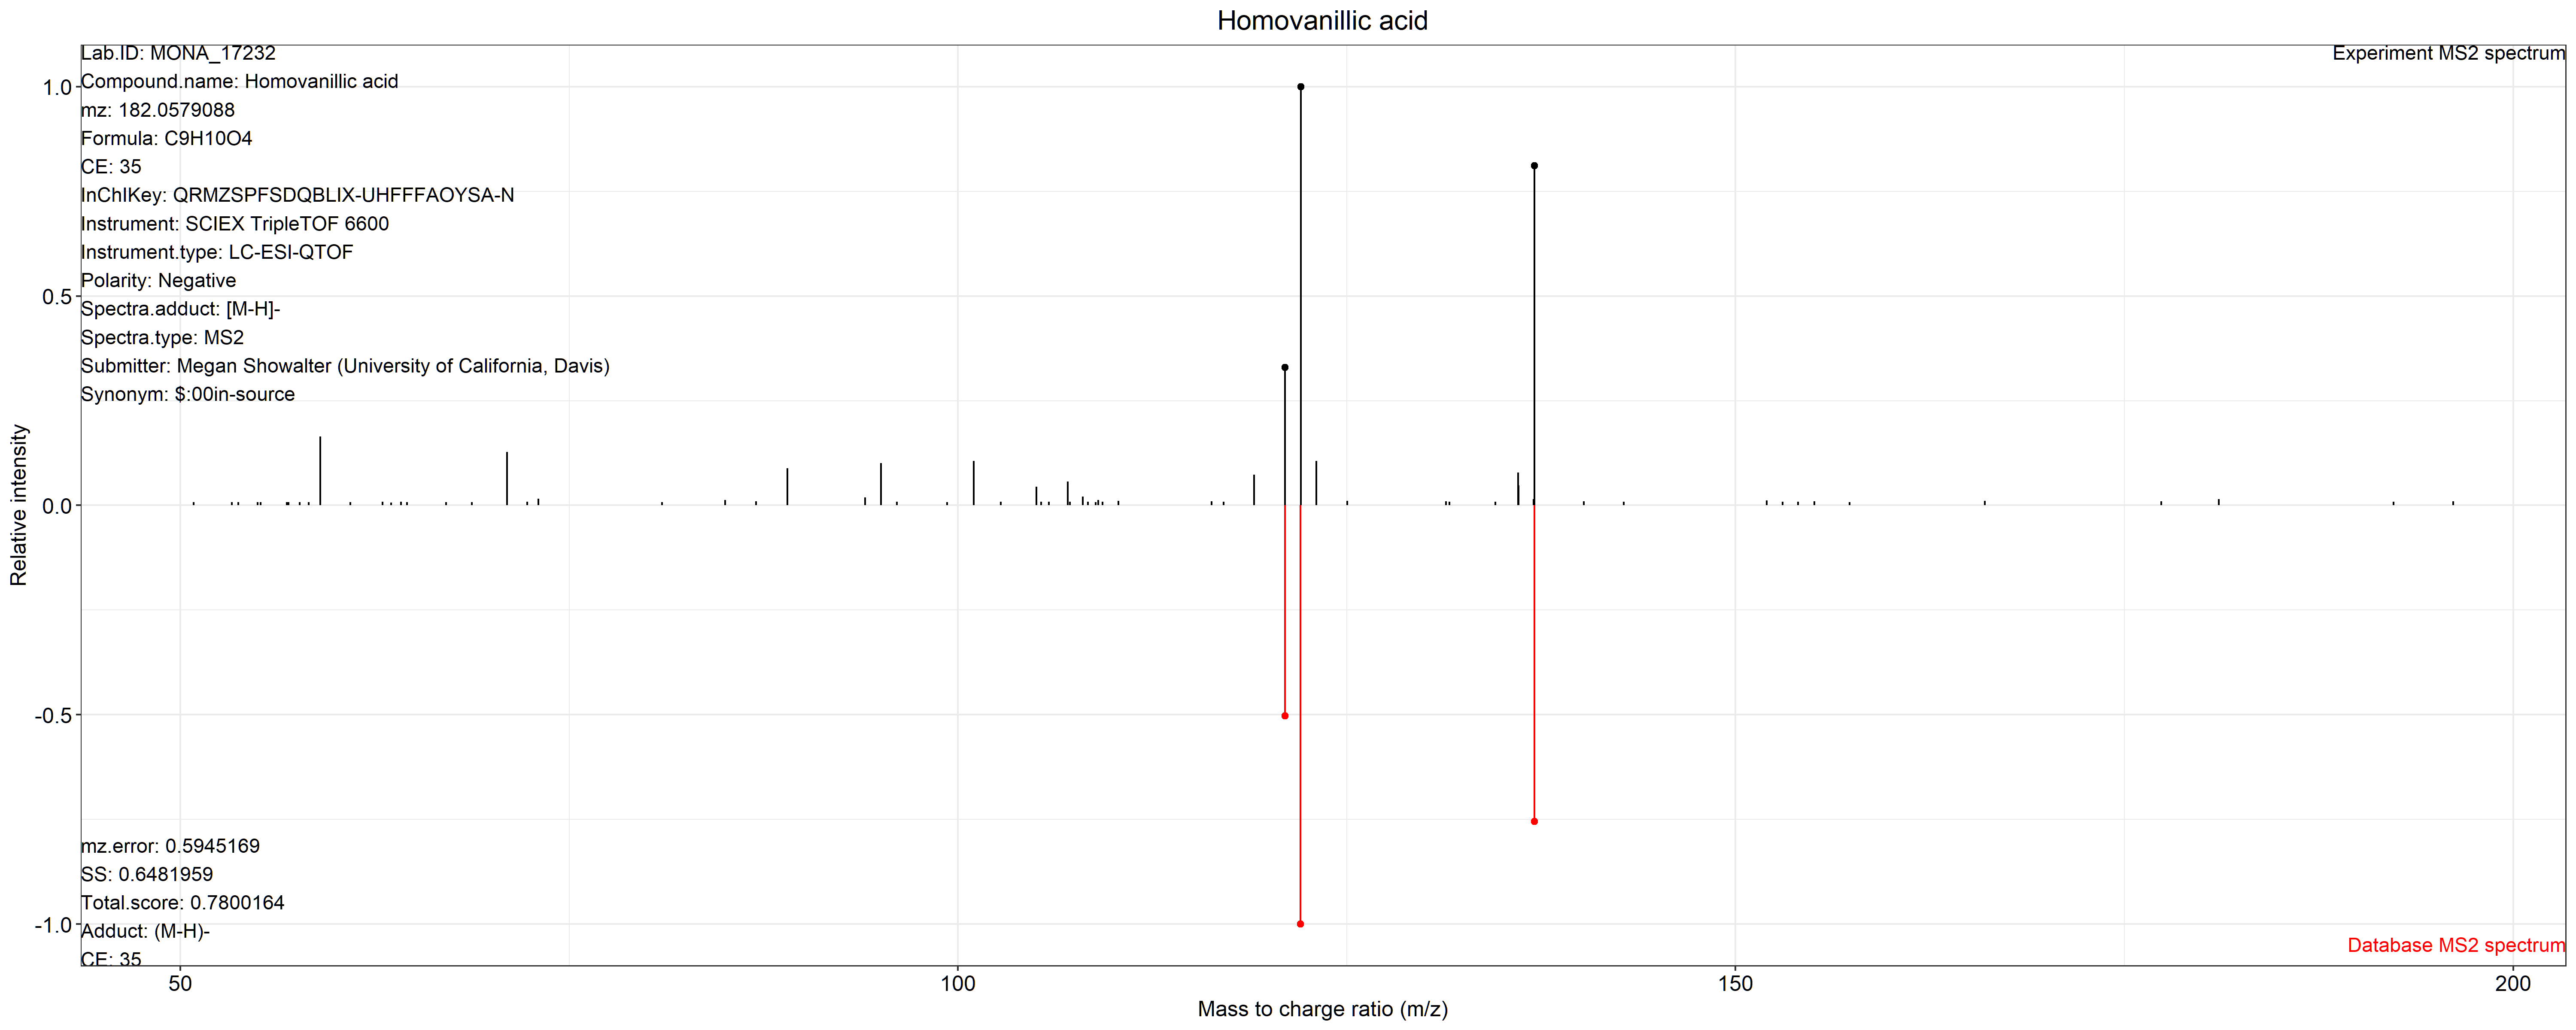 Homovanillic acid
Lab.ID: MONA_17232
Experiment MS2 spectrum
Compound.name: Homovanillic acid
mz: 182.0579088
Formula: C9H10O4
CE: 35
InChIKey: QRMZSPFSDQBLIX-UHFFFAOYSA-N
Instrument: SCIEX TripleTOF 6600
Instrument.type: LC-ESI-QTOF
Polarity: Negative
Spectra.adduct: [M-H]-
Spectra.type: MS2
Submitter: Megan Showalter (University of California, Davis)
Synonym: $:00in-source
1.0
0.5
0.0
-0.5
-1.0
Relative intensity
mz.error: 0.5945169
SS: 0.6481959
Total.score: 0.7800164
Adduct: (M-H)-
CE: 35
Database MS2 spectrum
50 100 150 200
Mass to charge ratio (m/z)